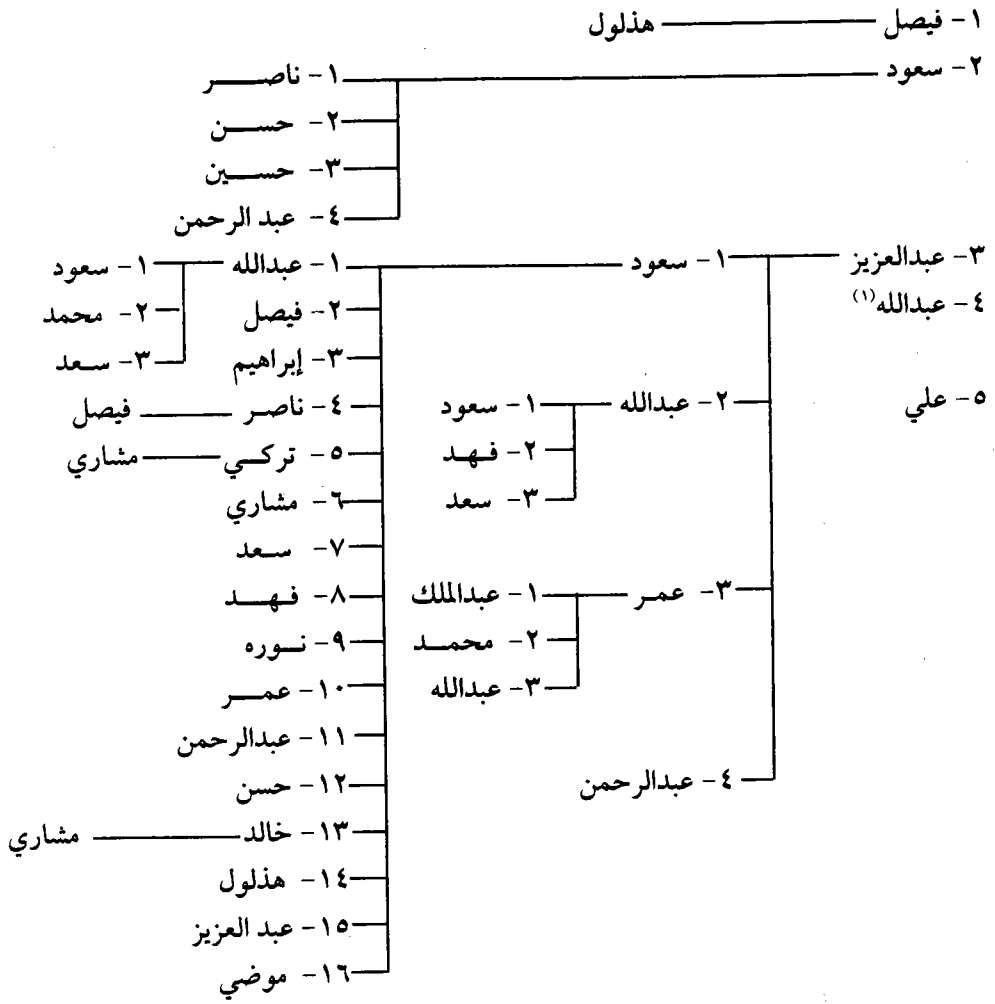 ١- فيصل هذلول
٢- سعود ١- ناصر
٢- حسن
٣- حسين
٤- عبد الرحمن
٣- عبدالعزيز ١- سعود ١- عبدالله ١- سعود
٤- عبدالله(١) ٢- فيصل ٢- محمد
٣- إبراهيم ٣- سعد
٥- علي ٢- عبدالله ١- سعود ٤- ناصر فيصل
٢- فهد ٥- تركي مشاري
٣- سعد ٦- مشاري
٧- سعد
٣- عمر ١- عبدالملك ٨- فهد
٢- محمد ٩- نوره
٣- عبدالله ١٠- عمر
١١- عبدالرحمن
٤- عبدالرحمن ١٢- حسن
١٣- خالد مشاري
١٤- هذلول
١٥- عبد العزيز
١٦- موضي